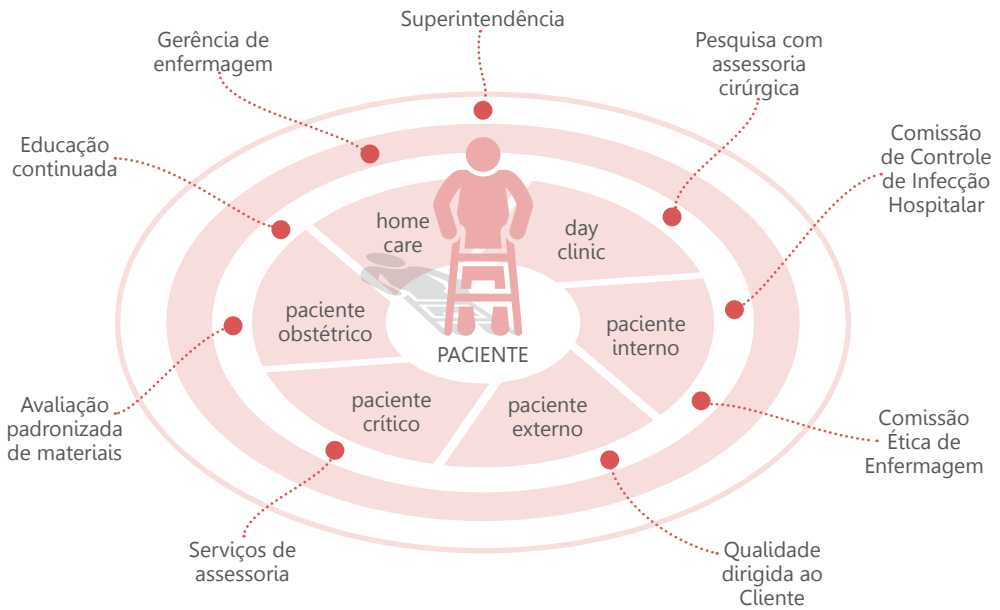 Superintendência
Gerência de
enfermagem
Pesquisa com
assessoria
cirúrgica
Educação
continuada
Comissão
de Controle
de Infecção
Hospitalar
home
care
day
clinic
paciente
obstétrico
paciente
interno
PACIENTE
paciente
crítico
paciente
externo
Avaliação
padronizada
de materiais
Comissão
Ética de
Enfermagem
Serviços de
assessoria
Qualidade
dirigida ao
Cliente